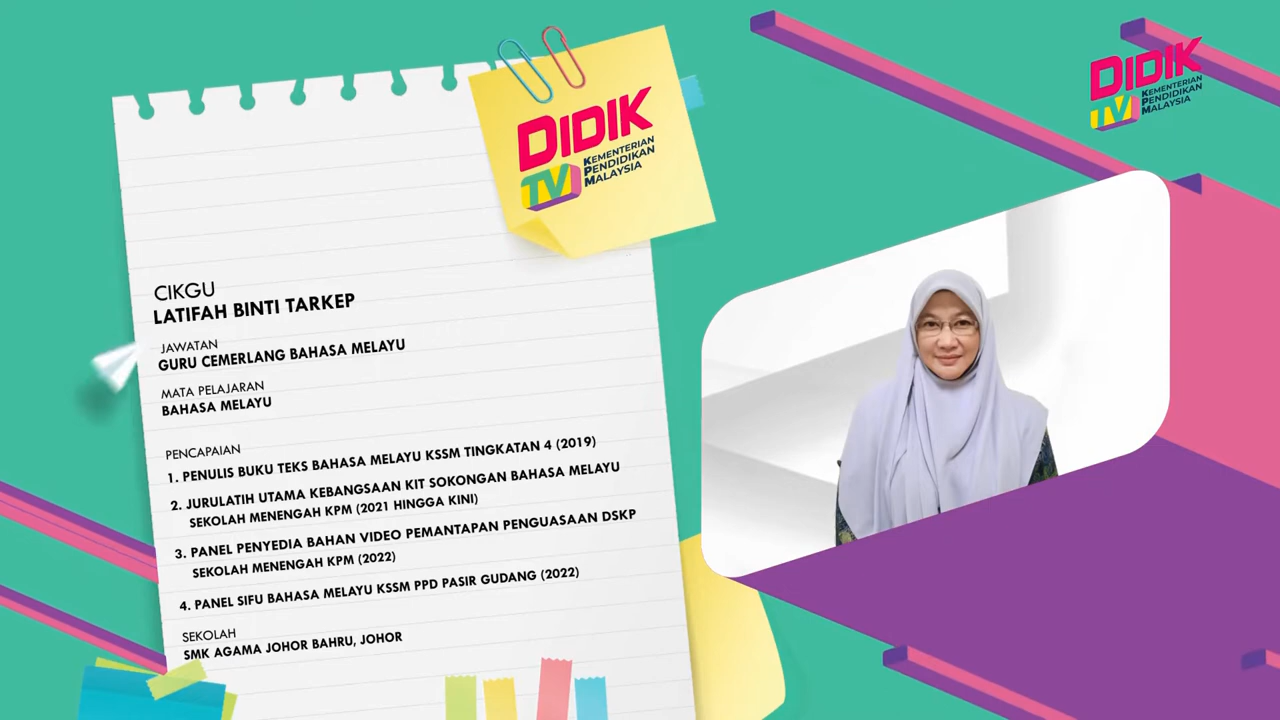 DIDIK
TV
KEMENTERIAN
PENDIDIKAN
MALAYSIA
CIKGU
LATIFAH BINTI TARKEP
JAWATAN
GURU CEMERLANG BAHASA MELAYU
MATA PELAJARAN
BAHASA MELAYU
PENCAPAIAN
1. PENULIS BUKU TEKS BAHASA MELAYU KSSM TINGKATAN 4 (2019)
2. JURULATIH UTAMA KEBANGSAAN KIT SOKONGAN BAHASA MELAYU
SEKOLAH MENENGAH KPM (2021 HINGGA KINI)
3. PANEL PENYEDIA BAHAN VIDEO PEMANTAPAN PENGUASAAN DSKP
SEKOLAH MENENGAH KPM (2022)
4. PANEL SIFU BAHASA MELAYU KSSM PPD PASIR GUDANG (2022)
SEKOLAH
SMK AGAMA JOHOR BAHRU, JOHOR
DIDIK
TV
KEMENTERIAN
PENDIDIKAN
MALAYSIA